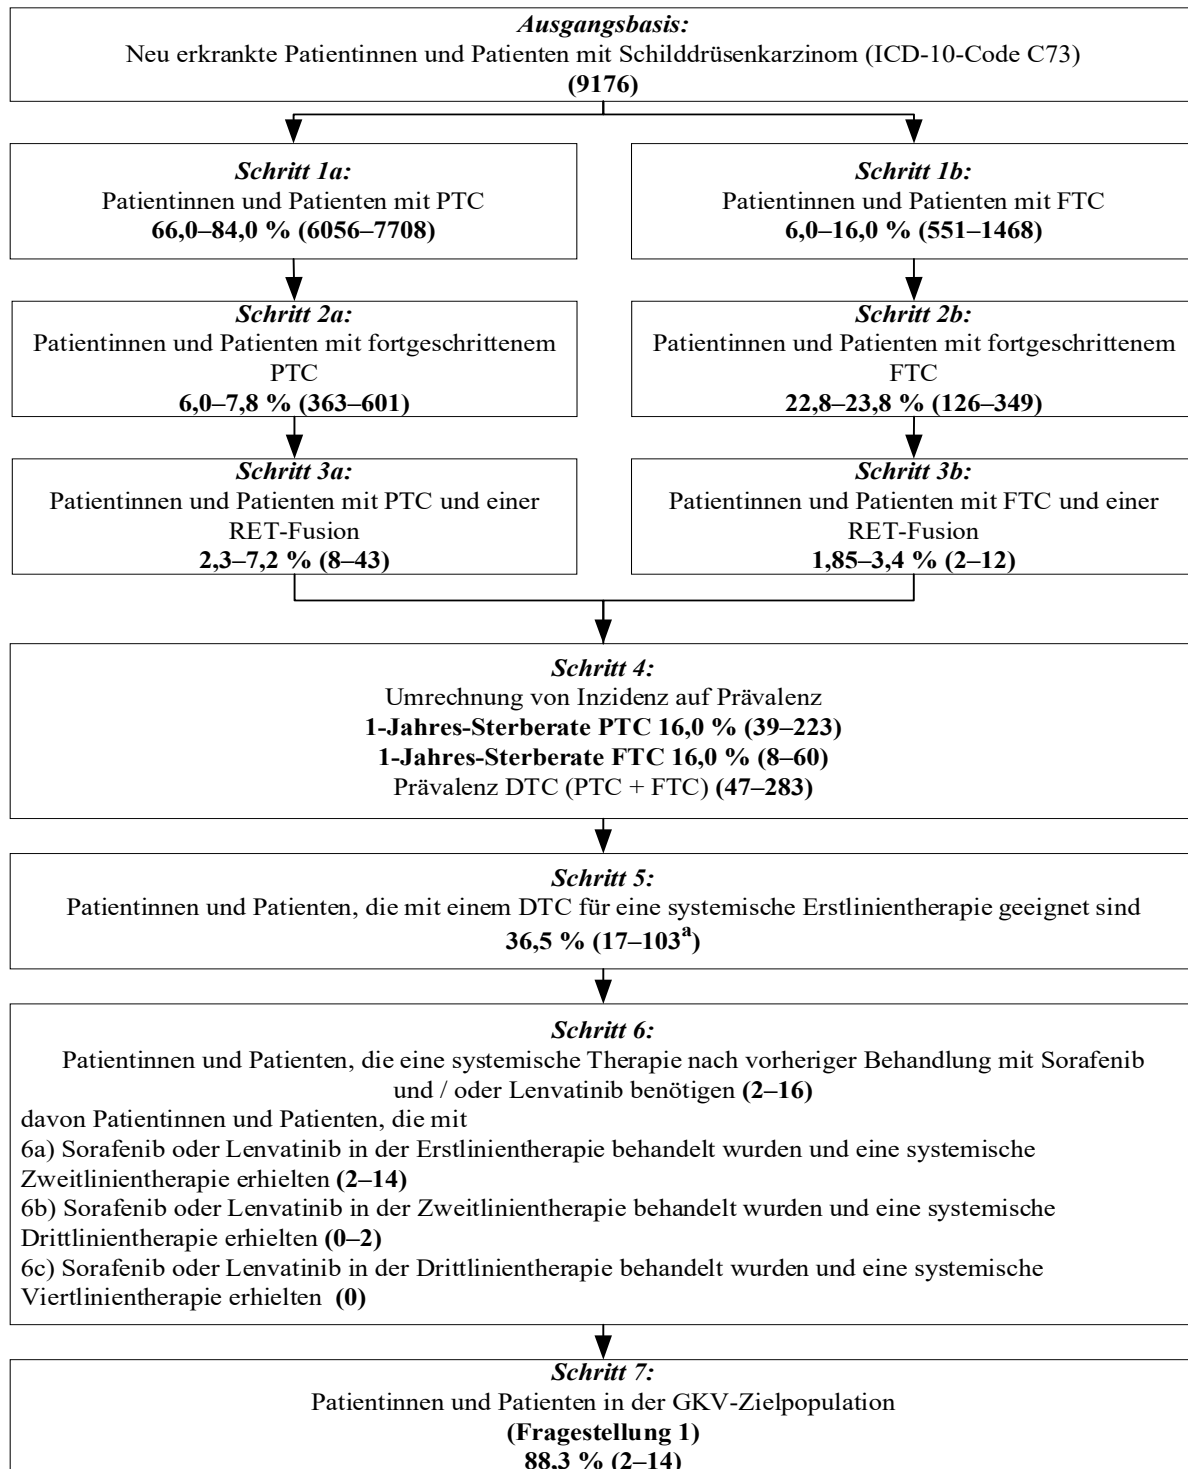 Ausgangsbasis:
Neu erkrankte Patientinnen und Patienten mit Schilddrüsenkarzinom (ICD-10-Code C73)
(9176)
Schritt 1a:
Patientinnen und Patienten mit PTC
66,0–84,0 % (6056–7708)
Schritt 1b:
Patientinnen und Patienten mit FTC
6,0–16,0 % (551–1468)
Schritt 2a:
Patientinnen und Patienten mit fortgeschrittenem
PTC
6,0–7,8 % (363–601)
Schritt 2b:
Patientinnen und Patienten mit fortgeschrittenem
FTC
22,8–23,8 % (126–349)
Schritt 3a:
Patientinnen und Patienten mit PTC und einer
RET-Fusion
2,3–7,2 % (8–43)
Schritt 3b:
Patientinnen und Patienten mit FTC und einer
RET-Fusion
1,85–3,4 % (2–12)
Schritt 4:
Umrechnung von Inzidenz auf Prävalenz
1-Jahres-Sterberate PTC 16,0 % (39–223)
1-Jahres-Sterberate FTC 16,0 % (8–60)
Prävalenz DTC (PTC + FTC) (47–283)
Schritt 5:
Patientinnen und Patienten, die mit einem DTC für eine systemische Erstlinientherapie geeignet sind
36,5 % (17–103a)
Schritt 6:
Patientinnen und Patienten, die eine systemische Therapie nach vorheriger Behandlung mit Sorafenib
und / oder Lenvatinib benötigen (2–16)
davon Patientinnen und Patienten, die mit
6a) Sorafenib oder Lenvatinib in der Erstlinientherapie behandelt wurden und eine systemische
Zweitlinientherapie erhielten (2–14)
6b) Sorafenib oder Lenvatinib in der Zweitlinientherapie behandelt wurden und eine systemische
Drittlinientherapie erhielten (0–2)
6c) Sorafenib oder Lenvatinib in der Drittlinientherapie behandelt wurden und eine systemische
Viertlinientherapie erhielten (0)
Schritt 7:
Patientinnen und Patienten in der GKV-Zielpopulation
(Fragestellung 1)
88,3 % (2–14)